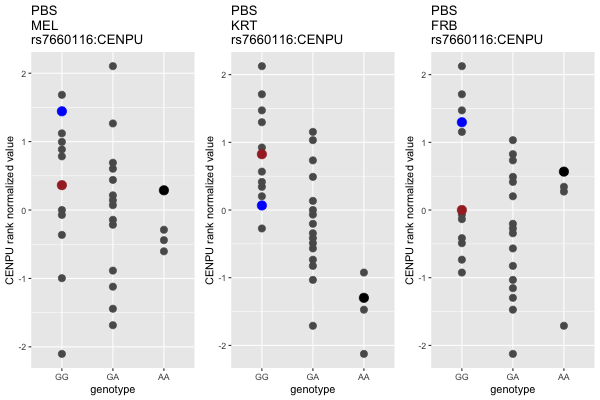 PBS
MEL
rs7660116:CENPU
CENPU rank normalized value
2
1
0
-1
-2
GG
GA
AA
genotype
PBS
KRT
rs7660116:CENPU
CENPU rank normalized value
2
1
0
-1
-2
GG
GA
AA
genotype
PBS
FRB
rs7660116:CENPU
CENPU rank normalized value
2
1
0
-1
-2
GG
GA
AA
genotype